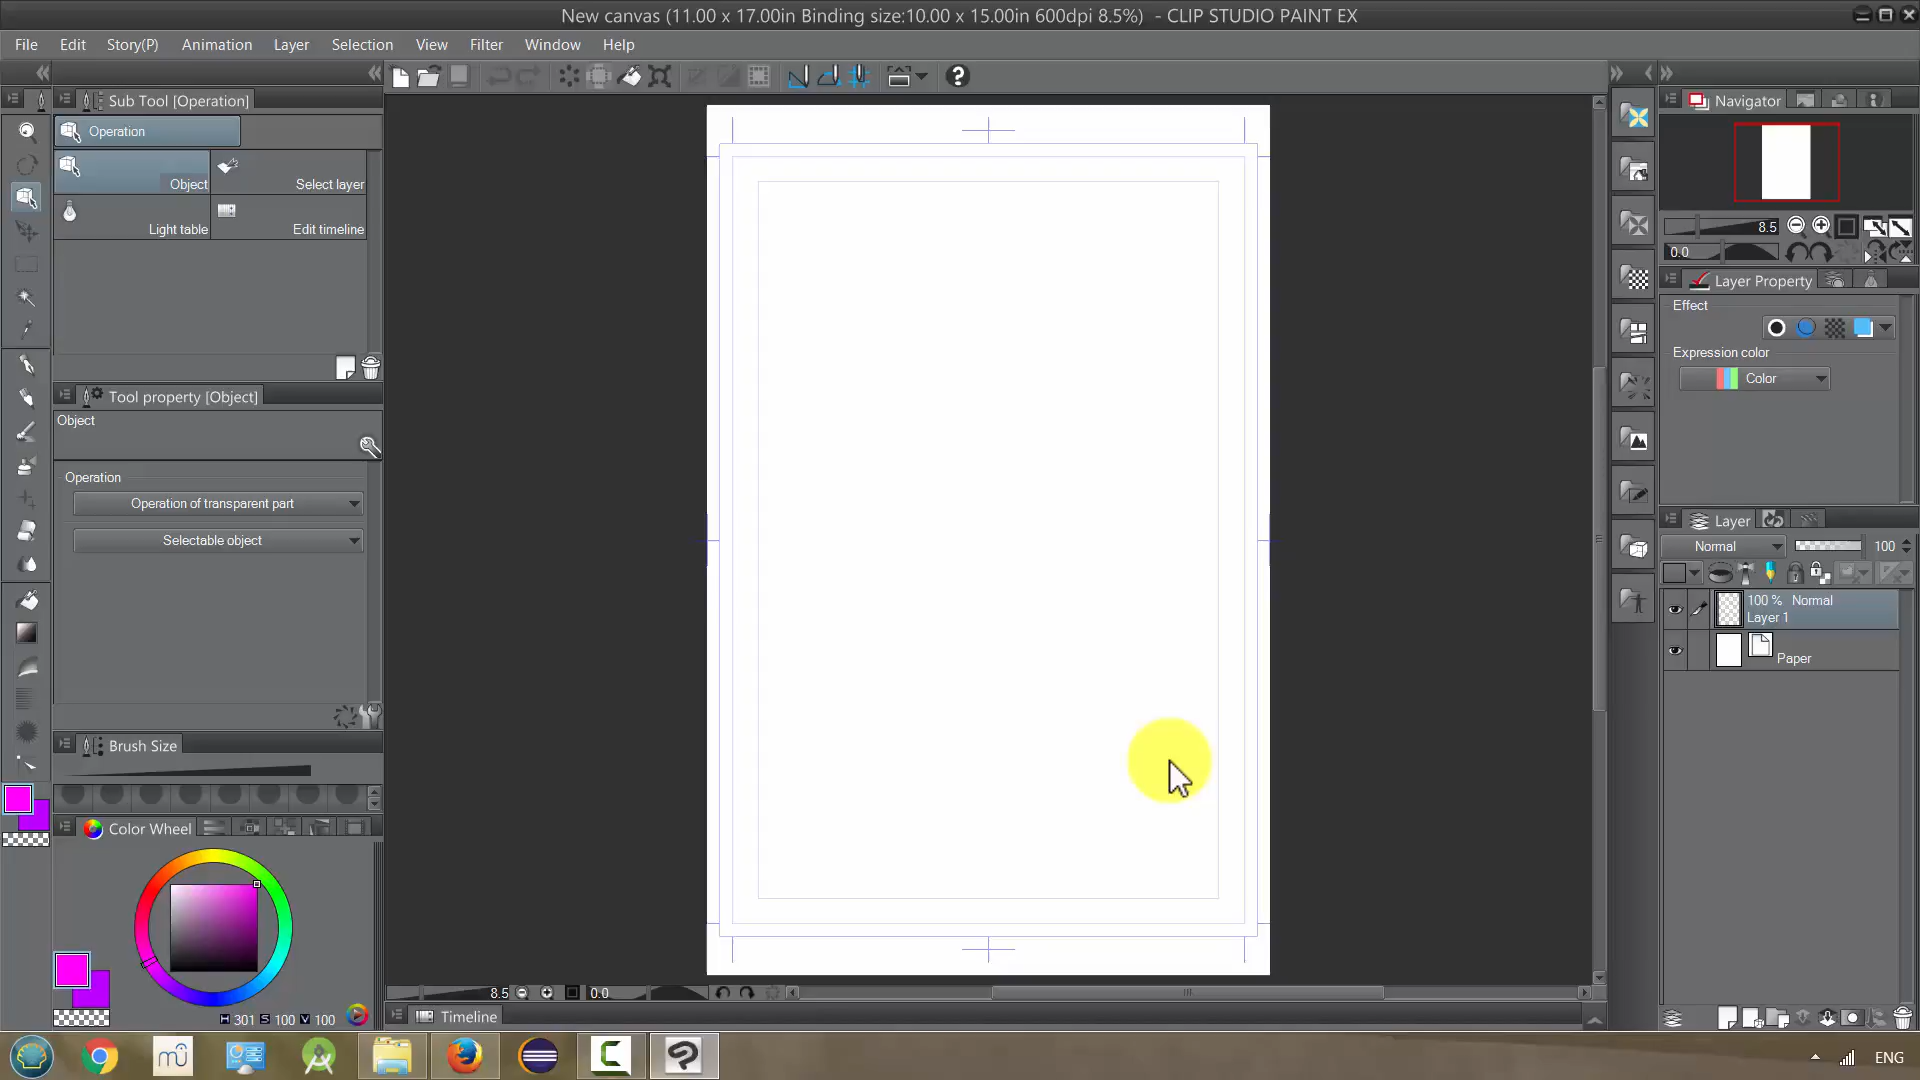 New canvas (11.00 x 17.00in Binding size:10.00 x 15.00in 600dpi 8.5%)  - CLIP STUDIO PAINT EX
File Edit Story(P) Animation Layer Selection View Filter Window Help
Sub Tool [Operation]
Operation
Object
Select layer
Light table
Edit timeline
Tool property [Object]
Object
Operation
Operation of transparent part
Selectable object
Brush Size
Color Wheel
H 301 S 100 V 100
8.5
0.0
Timeline
Navigator
8.5
0.0
Layer Property
Effect
Expression color
Color
Layer
Normal
100
100 % Normal
Layer 1
Paper
ENG